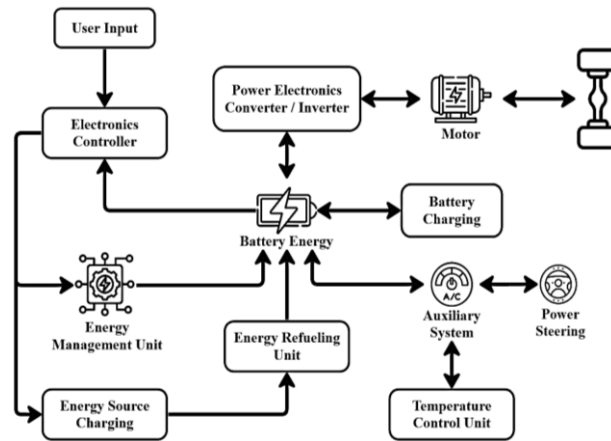 User Input
Power Electronics
Converter / Inverter
Electronics
Controller
Motor
Battery
Charging
Battery Energy
A/C
Energy
Management Unit
Energy Refueling
Unit
Auxiliary
System
Power
Steering
Energy Source
Charging
Temperature
Control Unit